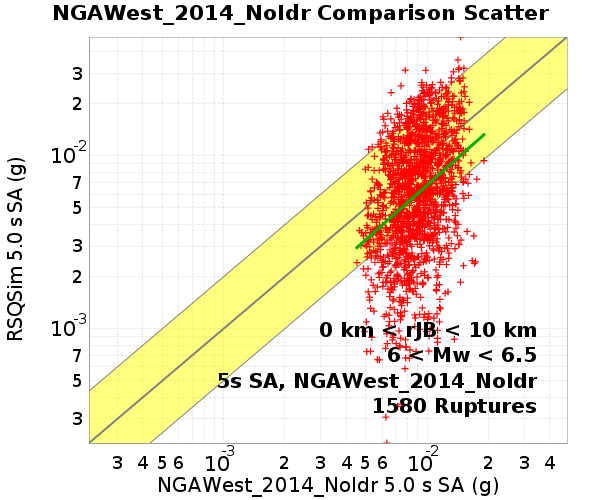 NGAWest_2014_NoIdr Comparison Scatter
RSQSim 5.0 s SA (g)
3
2
10-2
7
5
3
2
10-3
7
5
3
0 km < rJB < 10 km
6 < Mw < 6.5
5s SA, NGAWest_2014_NoIdr
1580 Ruptures
3 4 5 6 10-3 2 3 4 5 6 10-2 2 3 4
NGAWest_2014_NoIdr 5.0 s SA (g)